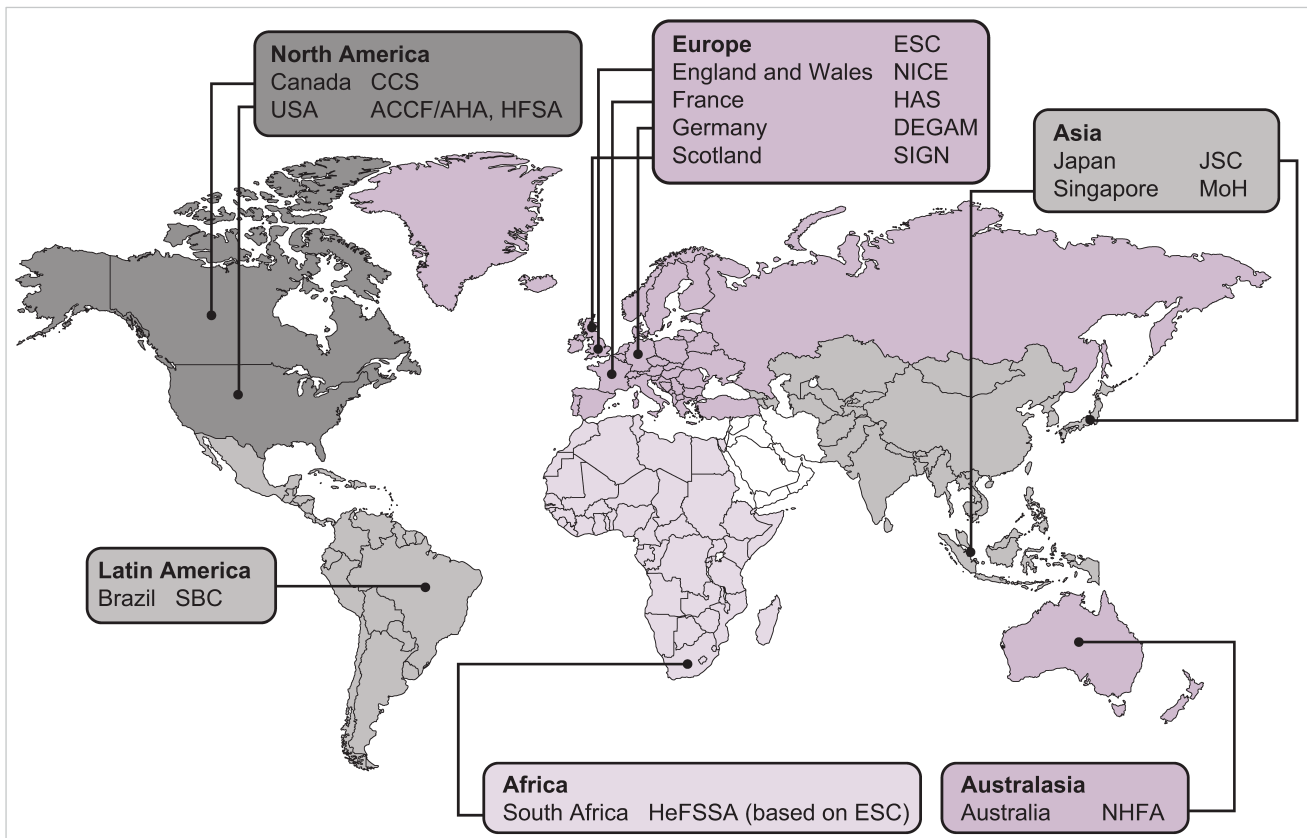 North America
Canada CCS
USA ACCF/AHA, HFSA
Europe ESC
England and Wales NICE
France HAS
Germany DEGAM
Scotland SIGN
Asia
Japan JSC
Singapore MoH
Latin America
Brazil SBC
Africa
South Africa HeFSSA (based on ESC)
Australasia
Australia NHFA